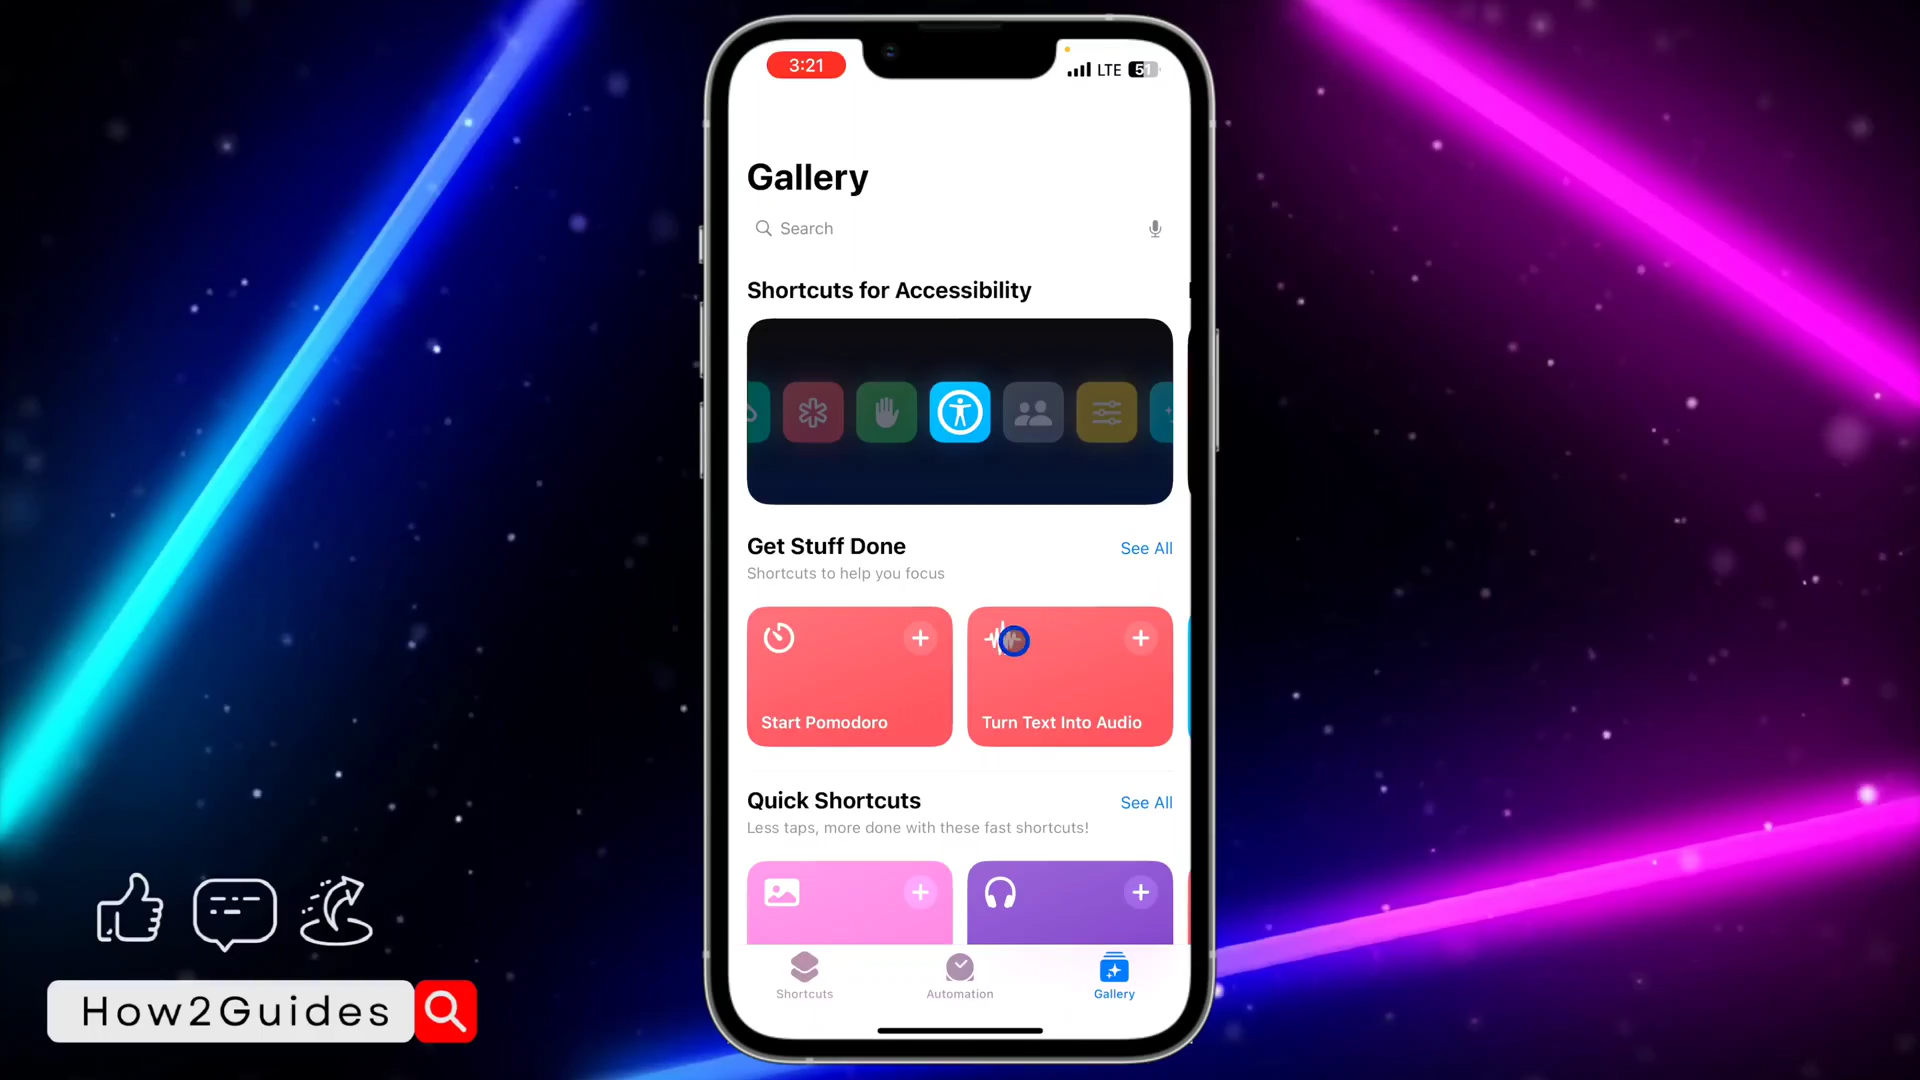 3:21
LTE 51
Gallery
Search
Shortcuts for Accessibility
Get Stuff Done
See All
Shortcuts to help you focus
Start Pomodoro
Turn Text Into Audio
Quick Shortcuts
See All
Less taps, more done with these fast shortcuts!
Shortcuts
Automation
Gallery
How2Guides